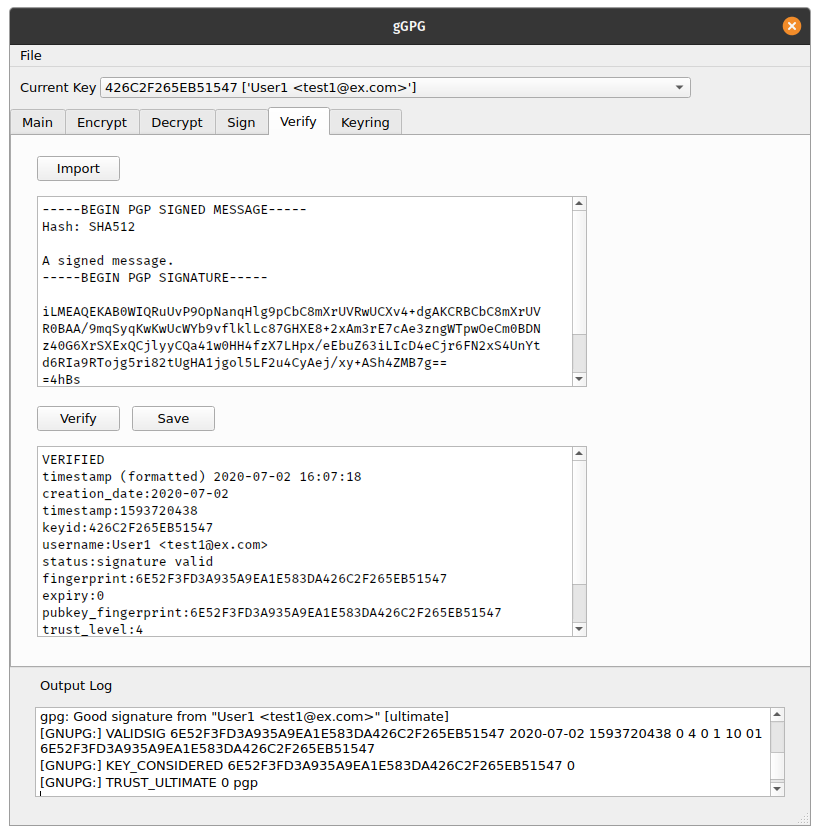 gGPG
File
Current Key 426C2F265EB51547 ['User1 <test1@ex.com>']
Main Encrypt Decrypt Sign Verify Keyring
Import
-----BEGIN PGP SIGNED MESSAGE-----
Hash: SHA512
A signed message.
-----BEGIN PGP SIGNATURE-----
iLMEAQEKAB0WIQRuUvP9OpNanqHlg9pCbC8mXrUVRwUCXv4+dgAKCRBCbC8mXrUV
R0BAA/9mqSyqKwKwUcWYb9vflklLc87GHXE8+2xAm3rE7cAe3zngWTpwOeCm0BDN
z40G6XrSXExQCjlyyCQa41w0HH4fzX7LHpx/eEbuZ63iLIcD4eCjr6FN2xS4UnYt
d6RIa9RTojg5ri82tUgHA1jgol5LF2u4CyAej/xy+ASh4ZMB7g==
=4hBs
Verify Save
VERIFIED
timestamp (formatted) 2020-07-02 16:07:18
creation_date:2020-07-02
timestamp:1593720438
keyid:426C2F265EB51547
username:User1 <test1@ex.com>
status:signature valid
fingerprint:6E52F3FD3A935A9EA1E583DA426C2F265EB51547
expiry:0
pubkey_fingerprint:6E52F3FD3A935A9EA1E583DA426C2F265EB51547
trust_level:4
Output Log
gpg: Good signature from "User1 <test1@ex.com>" [ultimate]
[GNUPG:] VALIDSIG 6E52F3FD3A935A9EA1E583DA426C2F265EB51547 2020-07-02 1593720438 0 4 0 1 10 01
6E52F3FD3A935A9EA1E583DA426C2F265EB51547
[GNUPG:] KEY_CONSIDERED 6E52F3FD3A935A9EA1E583DA426C2F265EB51547 0
[GNUPG:] TRUST_ULTIMATE 0 pgp